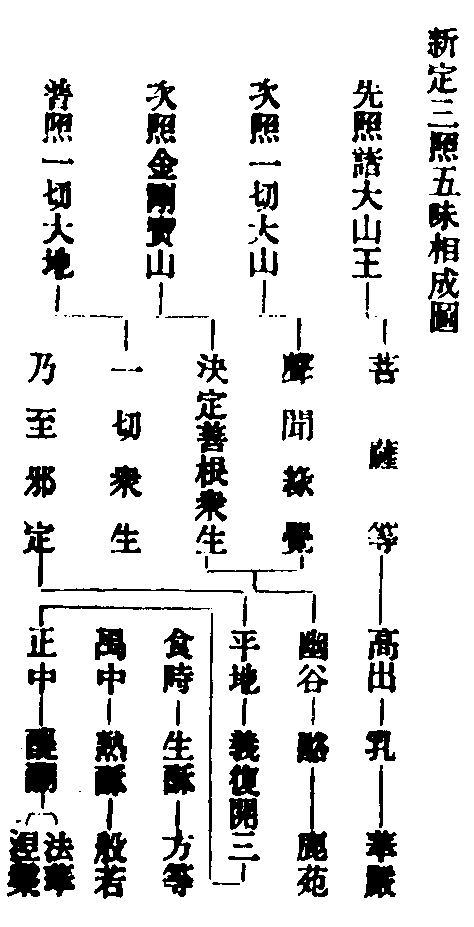 新定三照五味相成圖
先照諸大山王
次照一切大山
次照金剛寶山
普照一切大地
菩薩等
聲聞緣覺
決定善根衆生
一切衆生
乃至邪定
高出
幽谷
平地
食時
禺中
正中
乳
酪
義復開三
生酥
熟酥
醍醐
華嚴
鹿苑
方等
般若
法華
涅槃